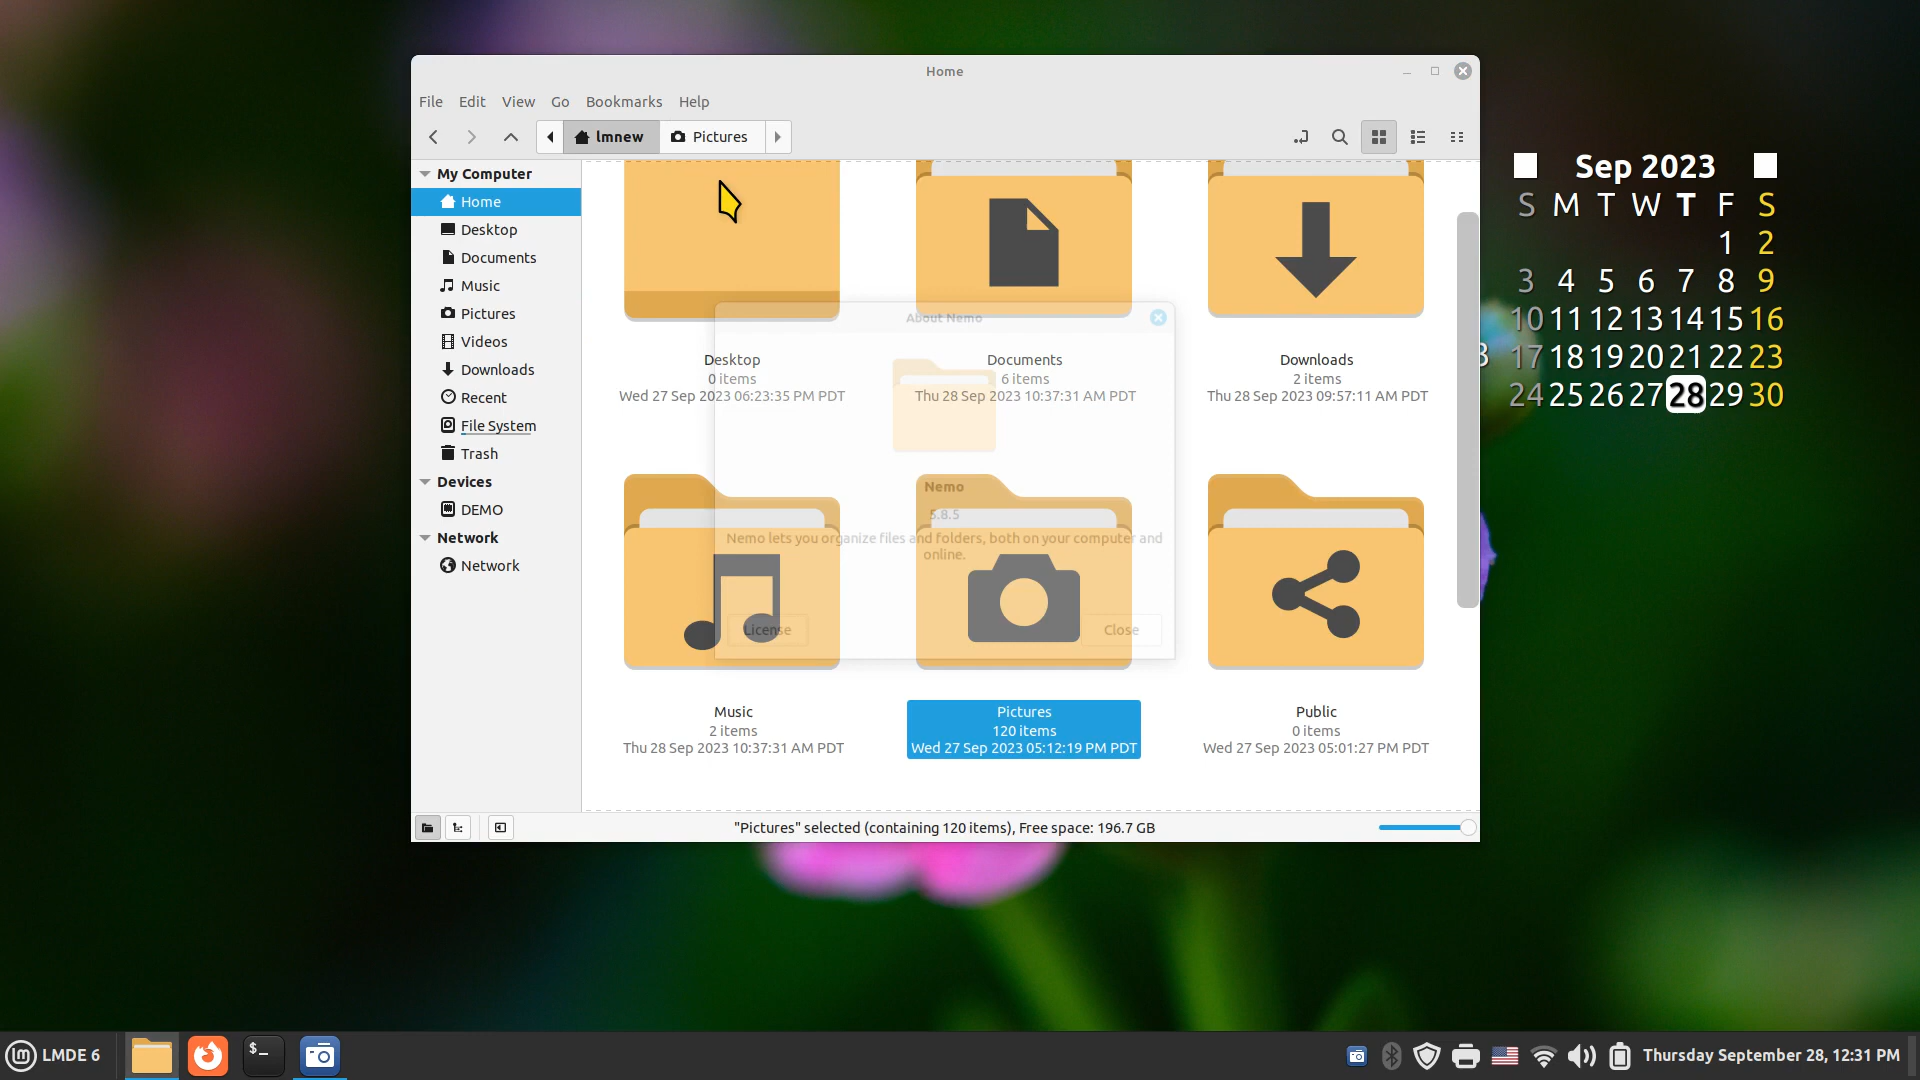 Home
File Edit View Go Bookmarks Help
lmnew Pictures
My Computer
Home
Desktop
Documents
Music
Pictures
Videos
Downloads
Recent
File System
Trash
Devices
DEMO
Network
Network
Desktop
0 items
Wed 27 Sep 2023 06:23:35 PM PDT
Documents
6 items
Thu 28 Sep 2023 10:37:31 AM PDT
Downloads
2 items
Thu 28 Sep 2023 09:57:11 AM PDT
About Nemo
Nemo
5.8.5
Nemo lets you organize files and folders, both on your computer and
online.
License Close
Music
2 items
Thu 28 Sep 2023 10:37:31 AM PDT
Pictures
120 items
Wed 27 Sep 2023 05:12:19 PM PDT
Public
0 items
Wed 27 Sep 2023 05:01:27 PM PDT
"Pictures" selected (containing 120 items), Free space: 196.7 GB
Sep 2023
S M T W T F S
1 2
3 4 5 6 7 8 9
10 11 12 13 14 15 16
17 18 19 20 21 22 23
24 25 26 27 28 29 30
lm LMDE 6
$_
Thursday September 28, 12:31 PM